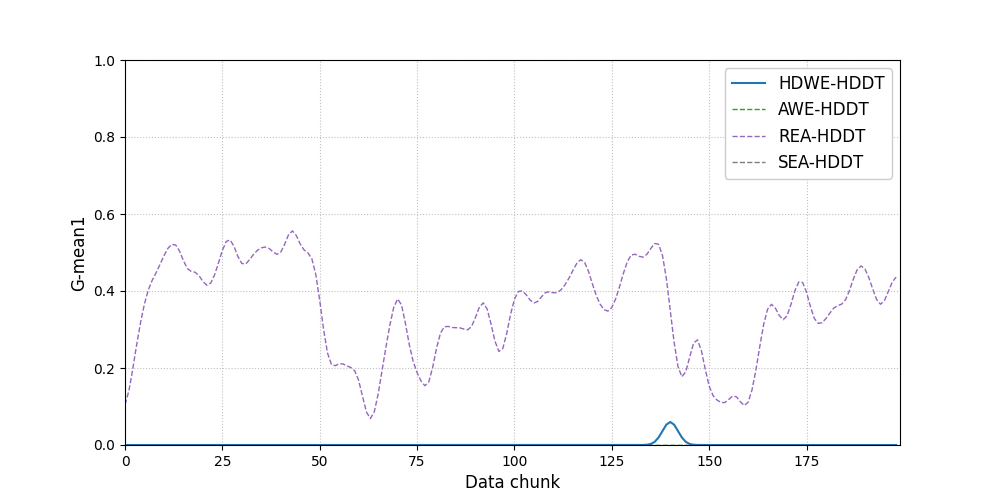 1.0
0.8
0.6
0.4
0.2
0.0
G-mean1
HDWE-HDDT
AWE-HDDT
REA-HDDT
SEA-HDDT
0 25 50 75 100 125 150 175
Data chunk